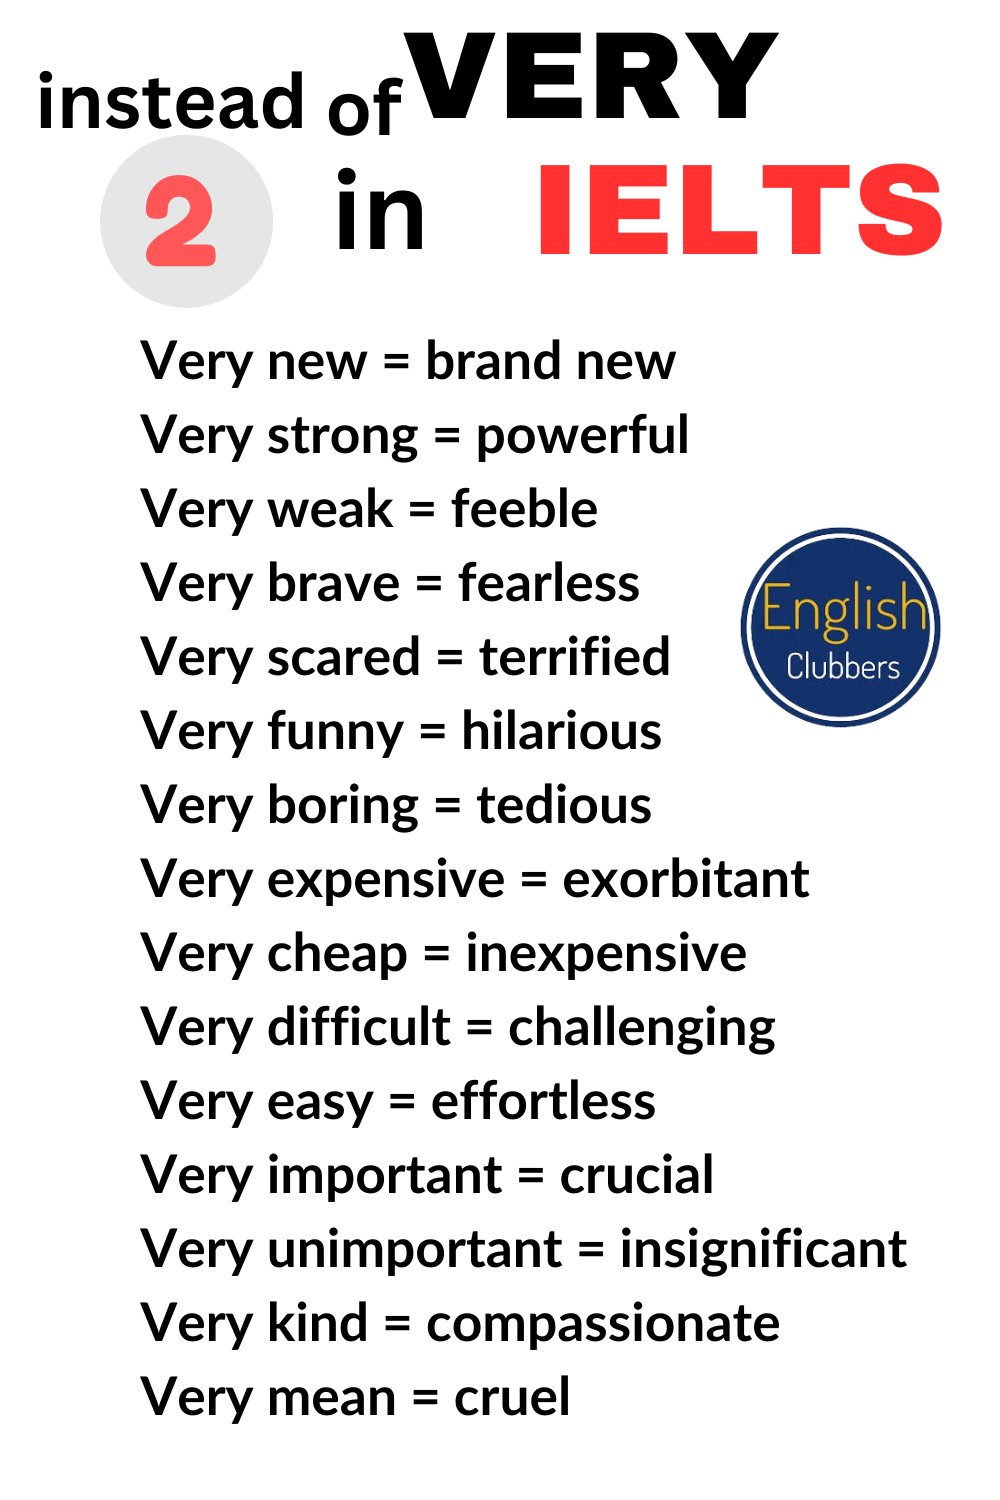 instead of VERY
2 in IELTS
Very new = brand new
Very strong = powerful
Very weak = feeble
Very brave = fearless
Very scared = terrified
Very funny = hilarious
Very boring = tedious
Very expensive = exorbitant
Very cheap = inexpensive
Very difficult = challenging
Very easy = effortless
Very important = crucial
Very unimportant = insignificant
Very kind = compassionate
Very mean = cruel
English
Clubbers